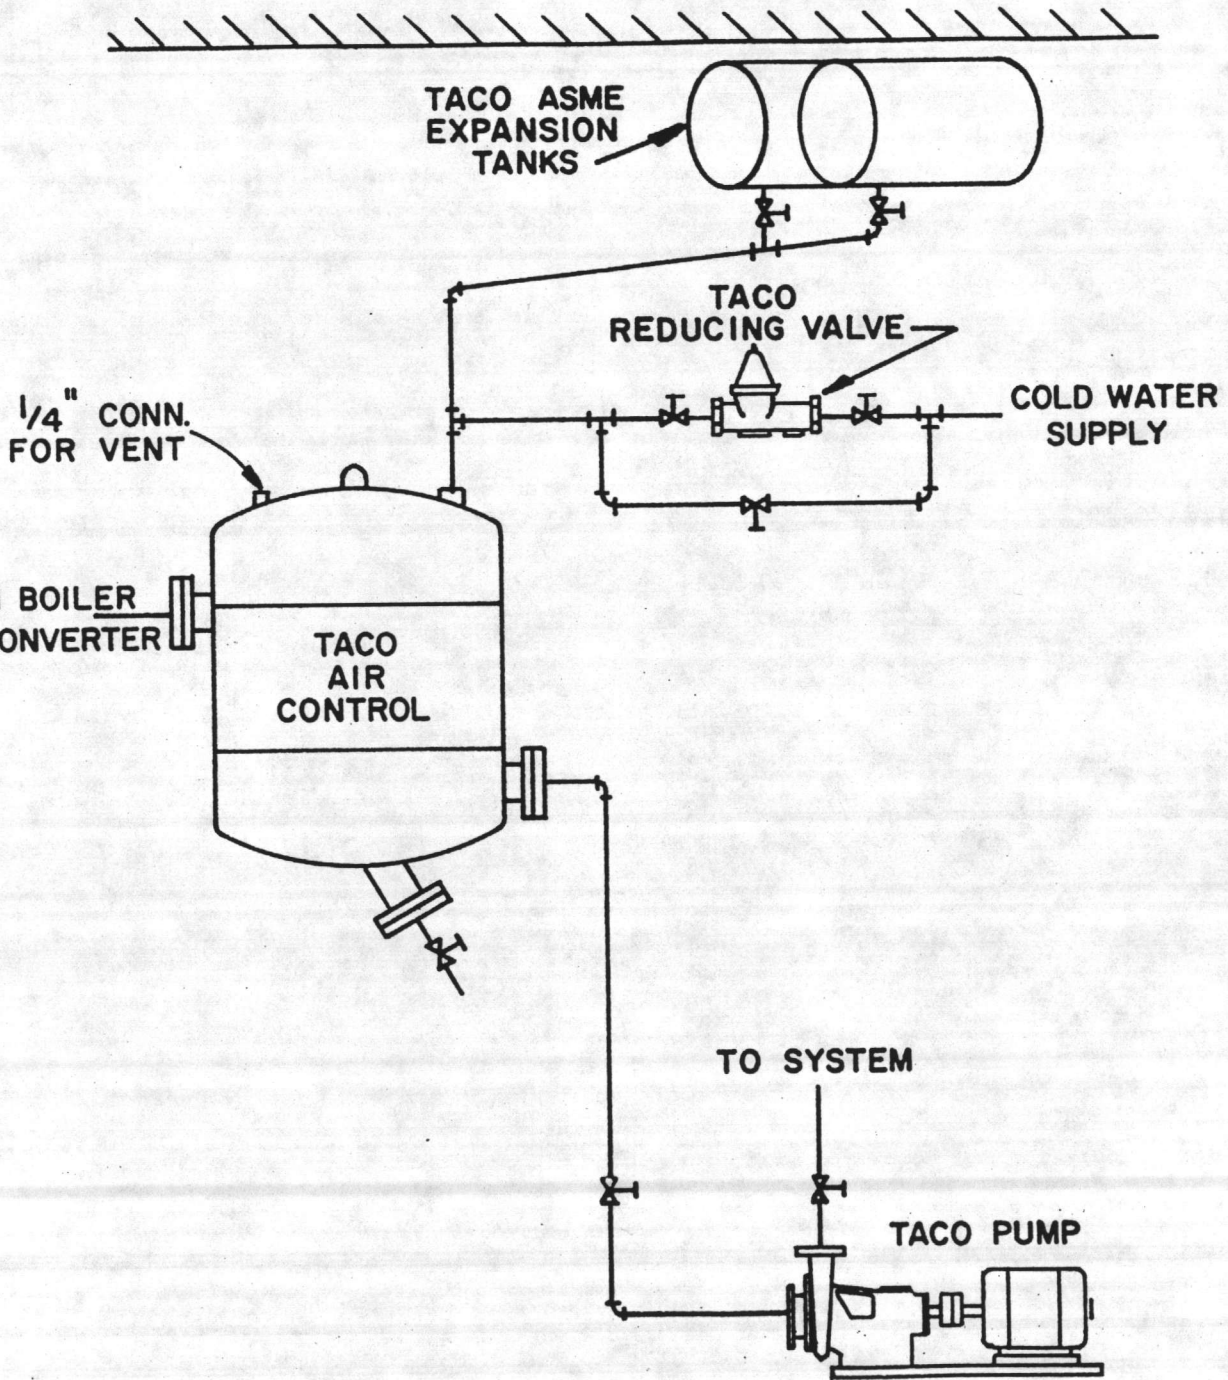 TACO ASME
EXPANSION
TANKS
TACO
REDUCING VALVE
COLD WATER
SUPPLY
1/4" CONN.
FOR VENT
BOILER
TACO
AIR
CONTROL
TO SYSTEM
TACO PUMP